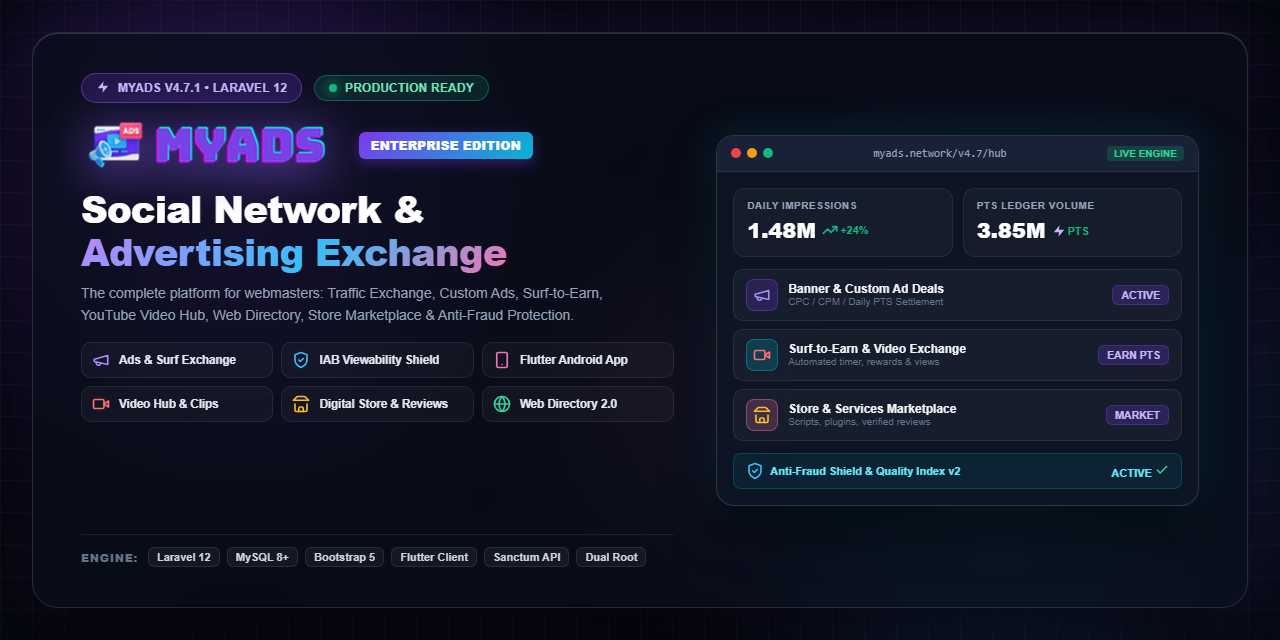 MYADS V4.7.1 • LARAVEL 12
PRODUCTION READY
ADS
MYADS
ENTERPRISE EDITION
Social Network &
Advertising Exchange
The complete platform for webmasters: Traffic Exchange, Custom Ads, Surf-to-Earn,
YouTube Video Hub, Web Directory, Store Marketplace & Anti-Fraud Protection.
Ads & Surf Exchange
IAB Viewability Shield
Flutter Android App
Video Hub & Clips
Digital Store & Reviews
Web Directory 2.0
ENGINE:
Laravel 12
MySQL 8+
Bootstrap 5
Flutter Client
Sanctum API
Dual Root
myads.network/v4.7/hub
LIVE ENGINE
DAILY IMPRESSIONS
1.48M +24%
PTS LEDGER VOLUME
3.85M PTS
Banner & Custom Ad Deals
CPC / CPM / Daily PTS Settlement
ACTIVE
Surf-to-Earn & Video Exchange
Automated timer, rewards & views
EARN PTS
Store & Services Marketplace
Scripts, plugins, verified reviews
MARKET
Anti-Fraud Shield & Quality Index v2
ACTIVE